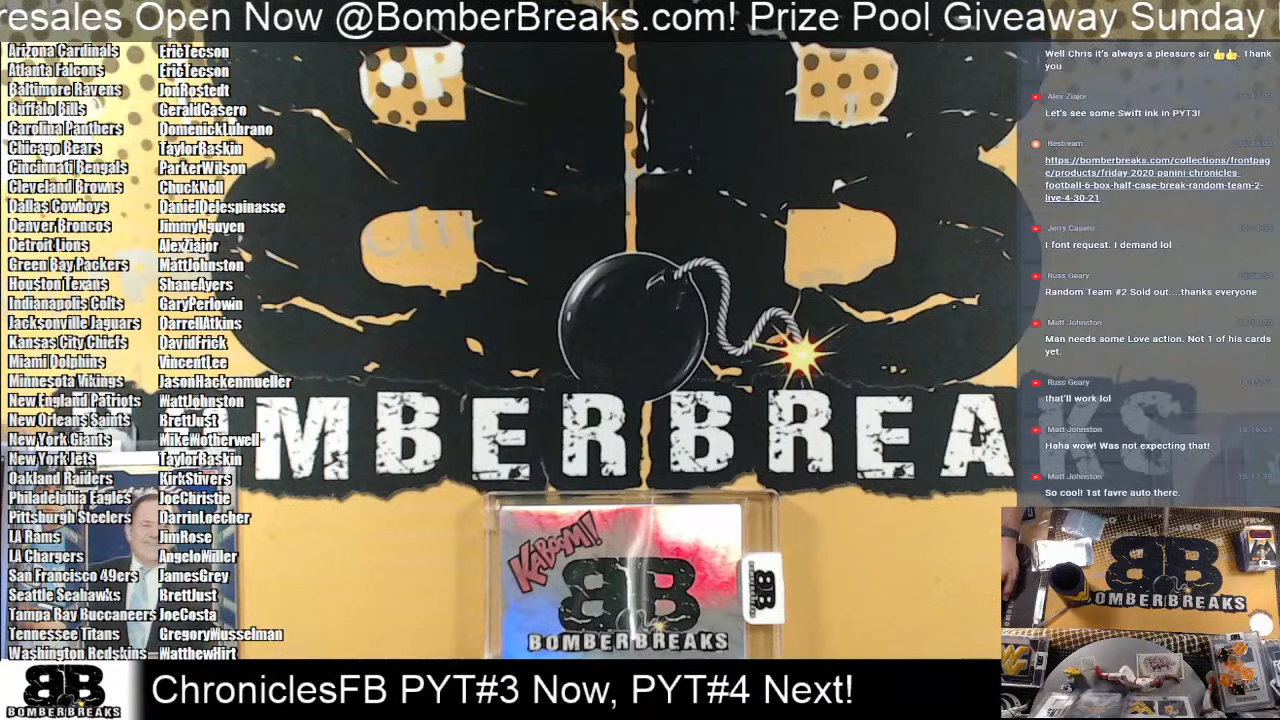 resales Open Now @BomberBreaks.com! Prize Pool Giveaway Sunday
Arizona Cardinals EricTecson
Atlanta Falcons EricTecson
Baltimore Ravens JonRostedt
Buffalo Bills GeraldCasero
Carolina Panthers DomenickLubrano
Chicago Bears TaylorBaskin
Cincinnati Bengals ParkerWilson
Cleveland Browns ChuckNoll
Dallas Cowboys DanielDelespinasse
Denver Broncos JimmyNguyen
Detroit Lions AlexZiajor
Green Bay Packers MattJohnston
Houston Texans ShaneAyers
Indianapolis Colts GaryPerlowin
Jacksonville Jaguars DarrellAtkins
Kansas City Chiefs DavidFrick
Miami Dolphins VincentLee
Minnesota Vikings JasonHackenmueller
New England Patriots MattJohnston
New Orleans Saints BrettJust
New York Giants MikeMotherwell
New York Jets TaylorBaskin
Oakland Raiders KirkStivers
Philadelphia Eagles JoeChristie
Pittsburgh Steelers DarrinLoecher
LA Rams JimRose
LA Chargers AngeloMiller
San Francisco 49ers JamesGrey
Seattle Seahawks BrettJust
Tampa Bay Buccaneers JoeCosta
Tennessee Titans GregoryMusselman
Washington Redskins MatthewHirt
MBERBREA
KABOOM!
BB
BOMBERBREAKS
BB
Well Chris it's always a pleasure sir 👍👍. Thank
you
Alex Ziajor
Let's see some Swift ink in PYT3!
Restream
https://bomberbreaks.com/collections/frontpag
e/products/friday-2020-panini-chronicles-
football-6-box-half-case-break-random-team-2-
live-4-30-21
Jerry Casero
I font request. I demand lol
Russ Geary
Random Team #2 Sold out....thanks everyone
Matt Johnston
Man needs some Love action. Not 1 of his cards
yet.
Russ Geary
that'll work lol
Matt Johnston
Haha wow! Was not expecting that!
Matt Johnston
So cool! 1st favre auto there.
BB
BOMBERBREAKS
BB
BOMBERBREAKS
ChroniclesFB PYT#3 Now, PYT#4 Next!